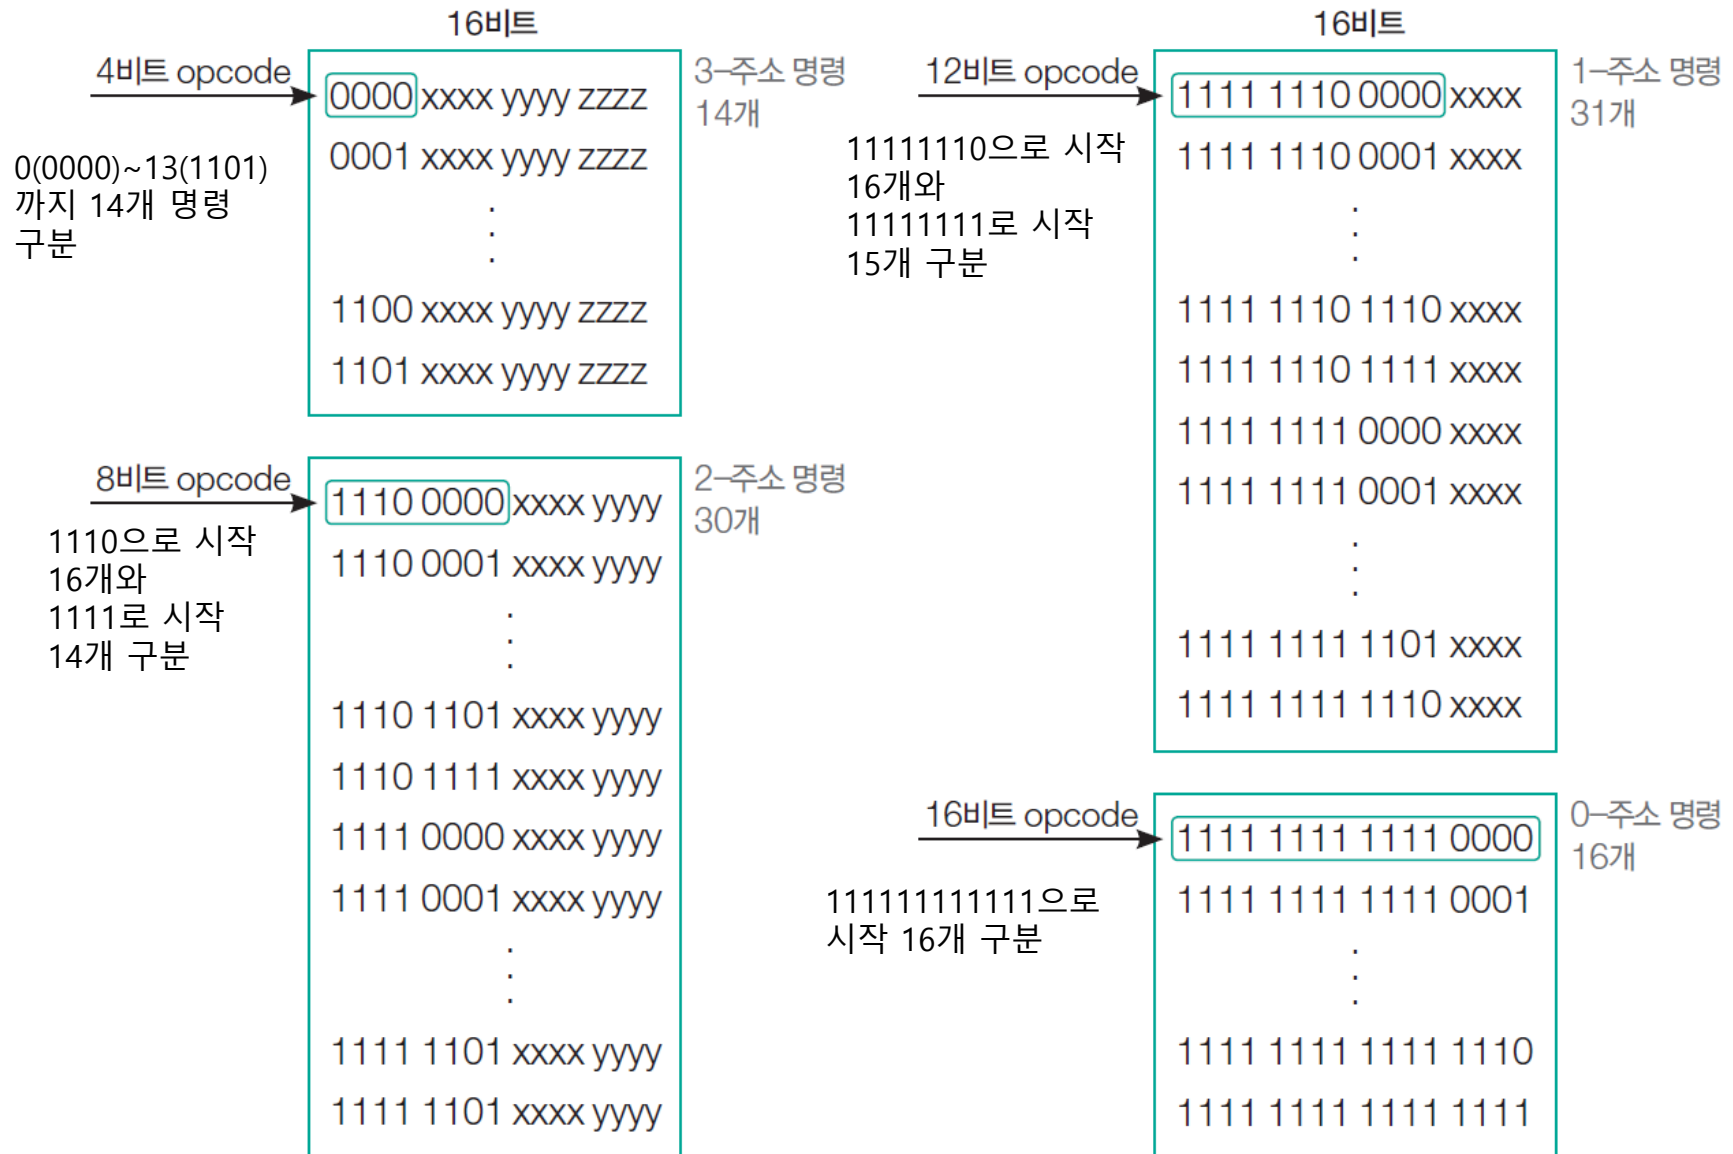 16비트
4비트 opcode
0000 xxxx yyyy zzzz
3-주소 명령
14개
0001 xxxx yyyy zzzz
0(0000)~13(1101)
까지 14개 명령
구분
.
.
.
1100 xxxx yyyy zzzz
1101 xxxx yyyy zzzz
8비트 opcode
1110 0000 xxxx yyyy
2-주소 명령
30개
1110으로 시작
16개와
1111로 시작
14개 구분
1110 0001 xxxx yyyy
.
.
.
1110 1101 xxxx yyyy
1110 1111 xxxx yyyy
1111 0000 xxxx yyyy
1111 0001 xxxx yyyy
.
.
.
1111 1101 xxxx yyyy
1111 1101 xxxx yyyy
16비트
12비트 opcode
1111 1110 0000 xxxx
1-주소 명령
31개
11111110으로 시작
16개와
11111111로 시작
15개 구분
1111 1110 0001 xxxx
.
.
.
1111 1110 1110 xxxx
1111 1110 1111 xxxx
1111 1111 0000 xxxx
1111 1111 0001 xxxx
.
.
.
1111 1111 1101 xxxx
1111 1111 1110 xxxx
16비트 opcode
1111 1111 1111 0000
0-주소 명령
16개
111111111111으로
시작 16개 구분
1111 1111 1111 0001
.
.
.
1111 1111 1111 1110
1111 1111 1111 1111